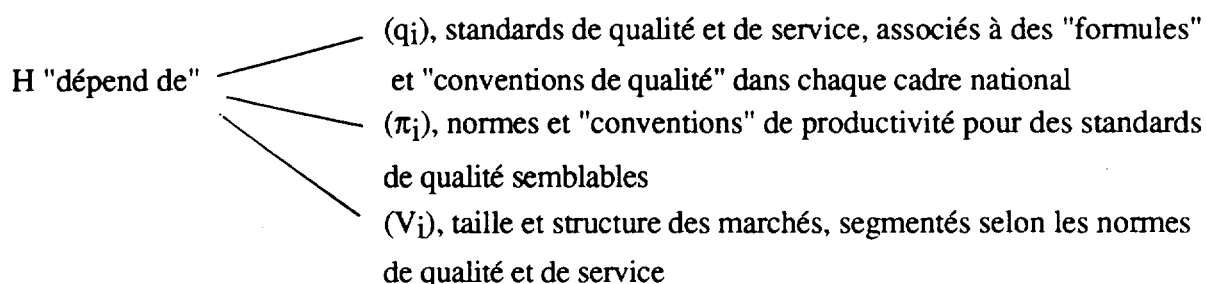 (qi), standards de qualité et de service, associés à des "formules"
H "dépend de"
et "conventions de qualité" dans chaque cadre national
(πi), normes et "conventions" de productivité pour des standards
de qualité semblables
(Vi), taille et structure des marchés, segmentés selon les normes
de qualité et de service